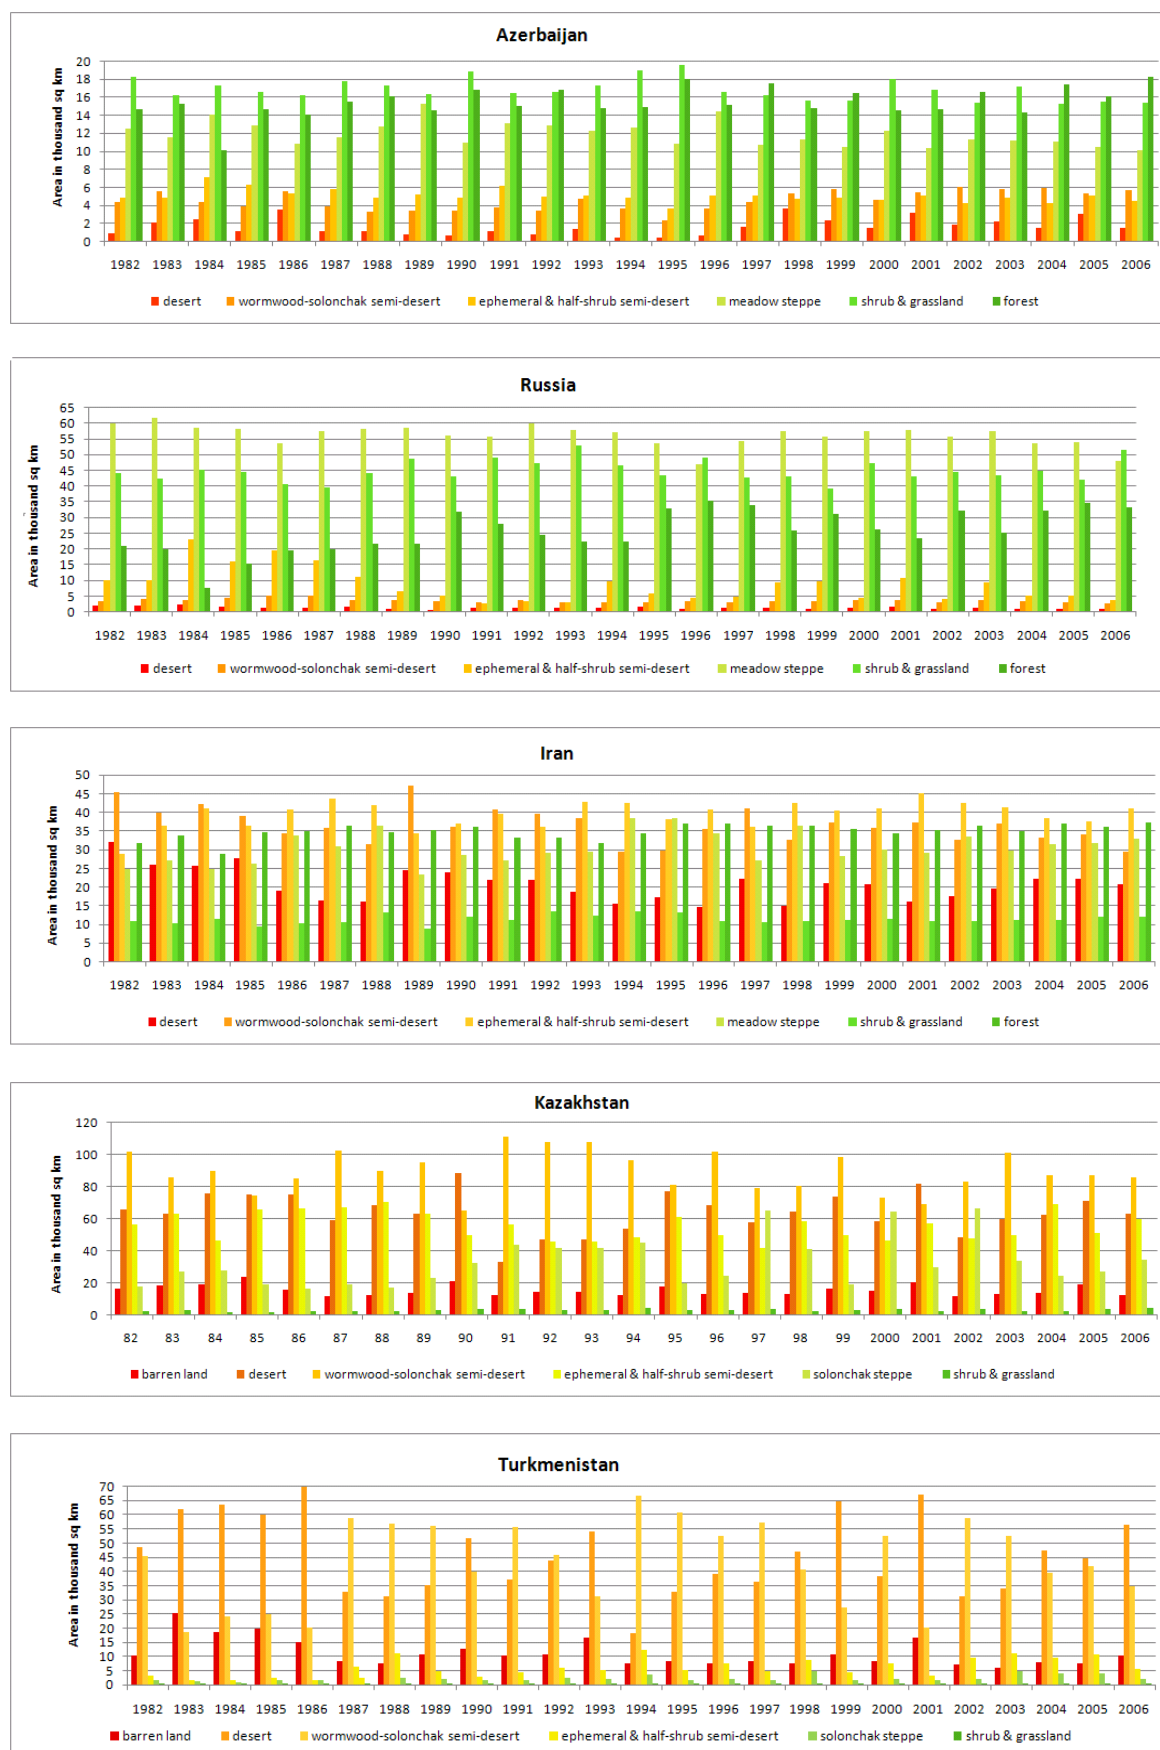 Azerbaijan
Area in thousand sq km
20
18
16
14
12
10
8
6
4
2
0
1982 1983 1984 1985 1986 1987 1988 1989 1990 1991 1992 1993 1994 1995 1996 1997 1998 1999 2000 2001 2002 2003 2004 2005 2006
desert wormwood-solonchak semi-desert ephemeral & half-shrub semi-desert meadow steppe shrub & grassland forest
Russia
Area in thousand sq km
65
60
55
50
45
40
35
30
25
20
15
10
5
0
1982 1983 1984 1985 1986 1987 1988 1989 1990 1991 1992 1993 1994 1995 1996 1997 1998 1999 2000 2001 2002 2003 2004 2005 2006
desert wormwood-solonchak semi-desert ephemeral & half-shrub semi-desert meadow steppe shrub & grassland forest
Iran
Area in thousand sq km
50
45
40
35
30
25
20
15
10
5
0
1982 1983 1984 1985 1986 1987 1988 1989 1990 1991 1992 1993 1994 1995 1996 1997 1998 1999 2000 2001 2002 2003 2004 2005 2006
desert wormwood-solonchak semi-desert ephemeral & half-shrub semi-desert meadow steppe shrub & grassland forest
Kazakhstan
Area in thousand sq km
120
100
80
60
40
20
0
82 83 84 85 86 87 88 89 90 91 92 93 94 95 96 97 98 99 2000 2001 2002 2003 2004 2005 2006
barren land desert wormwood-solonchak semi-desert ephemeral & half-shrub semi-desert solonchak steppe shrub & grassland
Turkmenistan
Area in thousand sq km
70
65
60
55
50
45
40
35
30
25
20
15
10
5
0
1982 1983 1984 1985 1986 1987 1988 1989 1990 1991 1992 1993 1994 1995 1996 1997 1998 1999 2000 2001 2002 2003 2004 2005 2006
barren land desert wormwood-solonchak semi-desert ephemeral & half-shrub semi-desert solonchak steppe shrub & grassland